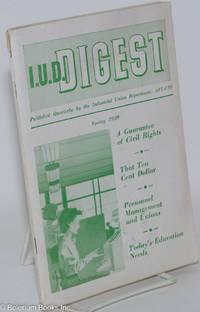 I.U.D. DIGEST
Published Quarterly by the Industrial Union Department, AFL-CIO
Spring 1959
A Guarantee
of Civil Rights
That Ten
Cent Dollar
Personnel
Management
and Unions
Today's Education
Needs
© Bolerium Books Inc.